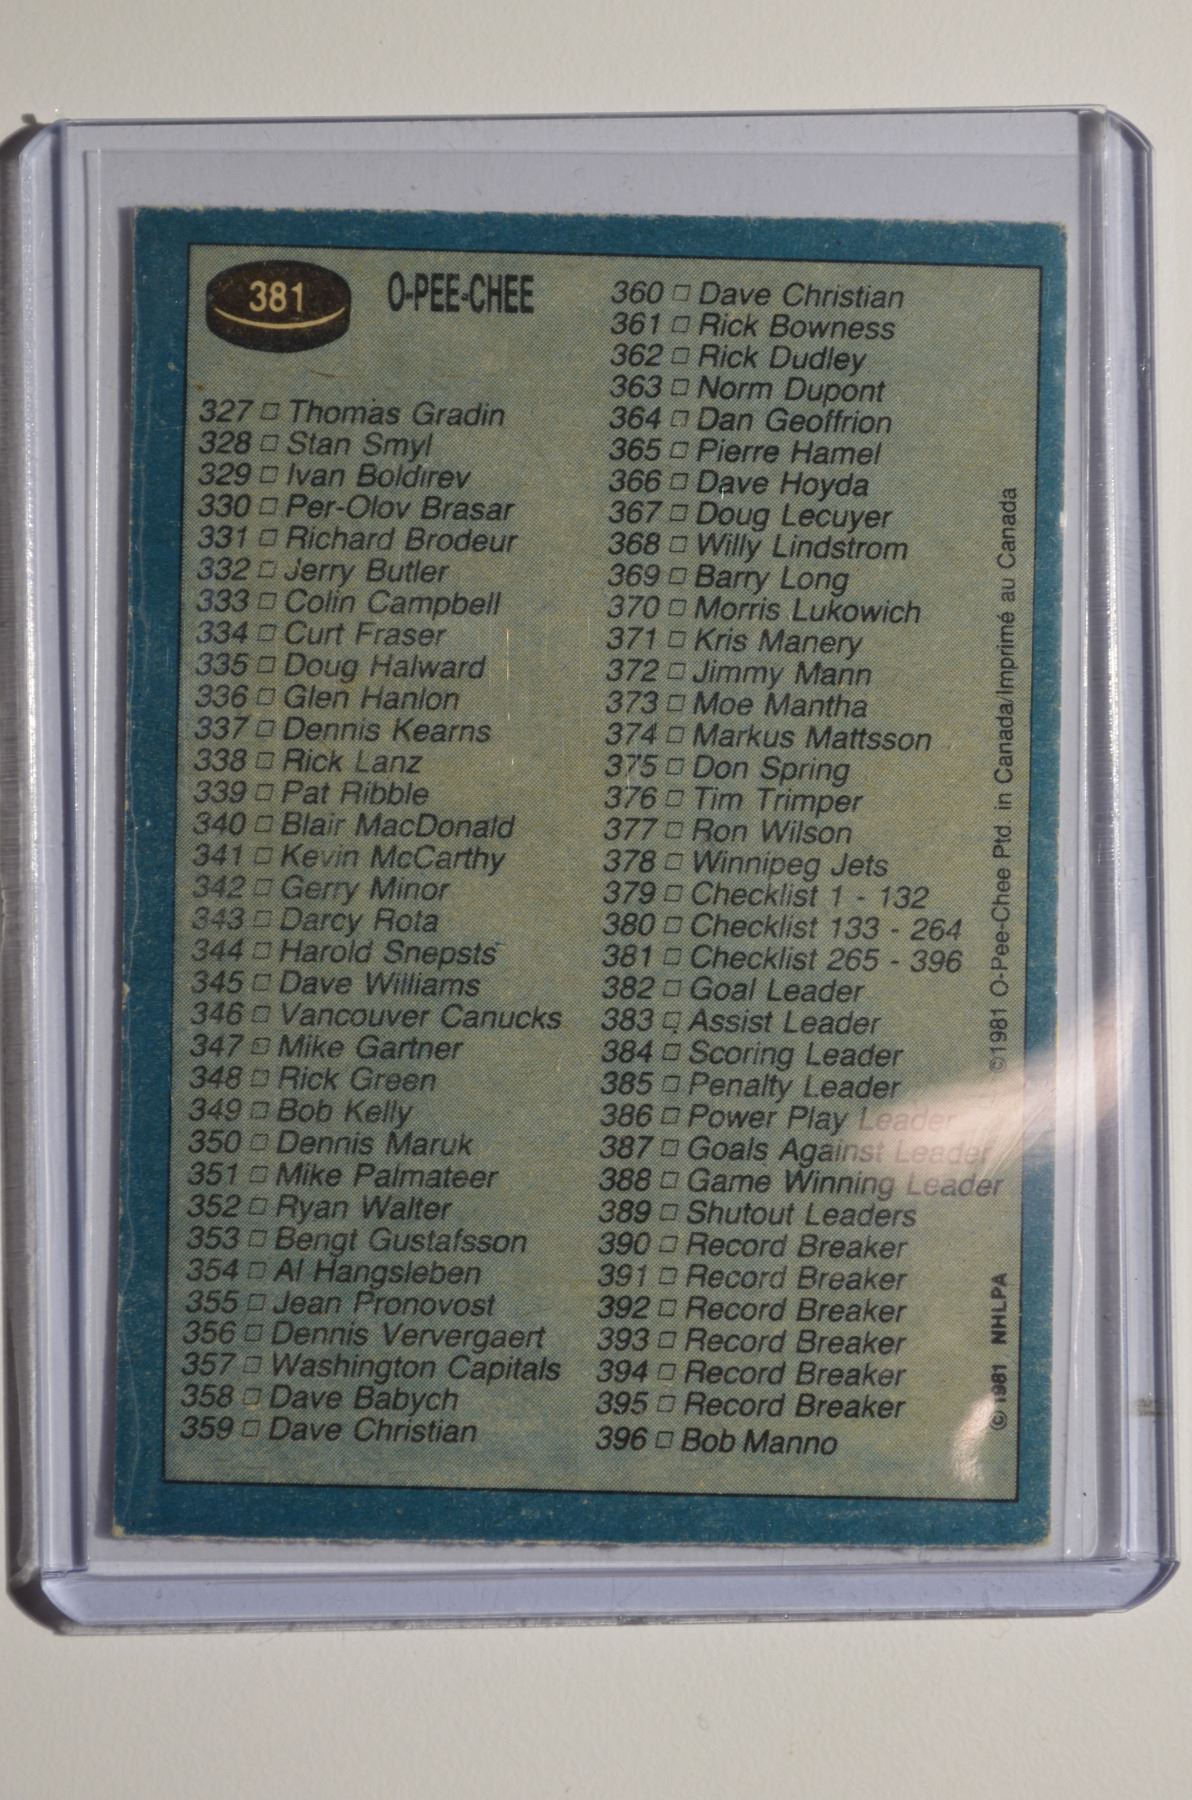 381
O-PEE-CHEE
327 □ Thomas Gradin
328 □ Stan Smyl
329 □ Ivan Boldirev
330 □ Per-Olov Brasar
331 □ Richard Brodeur
332 □ Jerry Butler
333 □ Colin Campbell
334 □ Curt Fraser
335 □ Doug Halward
336 □ Glen Hanlon
337 □ Dennis Kearns
338 □ Rick Lanz
339 □ Pat Ribble
340 □ Blair MacDonald
341 □ Kevin McCarthy
342 □ Gerry Minor
343 □ Darcy Rota
344 □ Harold Snepsts
345 □ Dave Williams
346 □ Vancouver Canucks
347 □ Mike Gartner
348 □ Rick Green
349 □ Bob Kelly
350 □ Dennis Maruk
351 □ Mike Palmateer
352 □ Ryan Walter
353 □ Bengt Gustafsson
354 □ Al Hangsleben
355 □ Jean Pronovost
356 □ Dennis Ververgaert
357 □ Washington Capitals
358 □ Dave Babych
359 □ Dave Christian
360 □ Dave Christian
361 □ Rick Bowness
362 □ Rick Dudley
363 □ Norm Dupont
364 □ Dan Geoffrion
365 □ Pierre Hamel
366 □ Dave Hoyda
367 □ Doug Lecuyer
368 □ Willy Lindstrom
369 □ Barry Long
370 □ Morris Lukowich
371 □ Kris Manery
372 □ Jimmy Mann
373 □ Moe Mantha
374 □ Markus Mattsson
375 □ Don Spring
376 □ Tim Trimper
377 □ Ron Wilson
378 □ Winnipeg Jets
379 □ Checklist 1 - 132
380 □ Checklist 133 - 264
381 □ Checklist 265 - 396
382 □ Goal Leader
383 □ Assist Leader
384 □ Scoring Leader
385 □ Penalty Leader
386 □ Power Play Leader
387 □ Goals Against Leader
388 □ Game Winning Leader
389 □ Shutout Leaders
390 □ Record Breaker
391 □ Record Breaker
392 □ Record Breaker
393 □ Record Breaker
394 □ Record Breaker
395 □ Record Breaker
396 □ Bob Manno
© 1981 NHLPA
©1981 O-Pee-Chee Ptd. in Canada/Imprimé au Canada